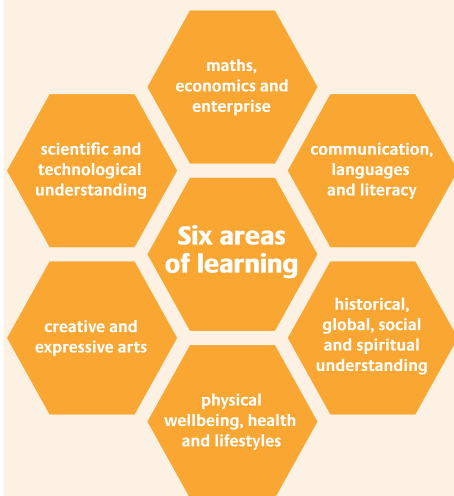 maths,
economics and
enterprise
scientific and
technological
understanding
communication,
languages
and literacy
Six areas
of learning
creative and
expressive arts
historical,
global, social
and spiritual
understanding
physical
wellbeing, health
and lifestyles